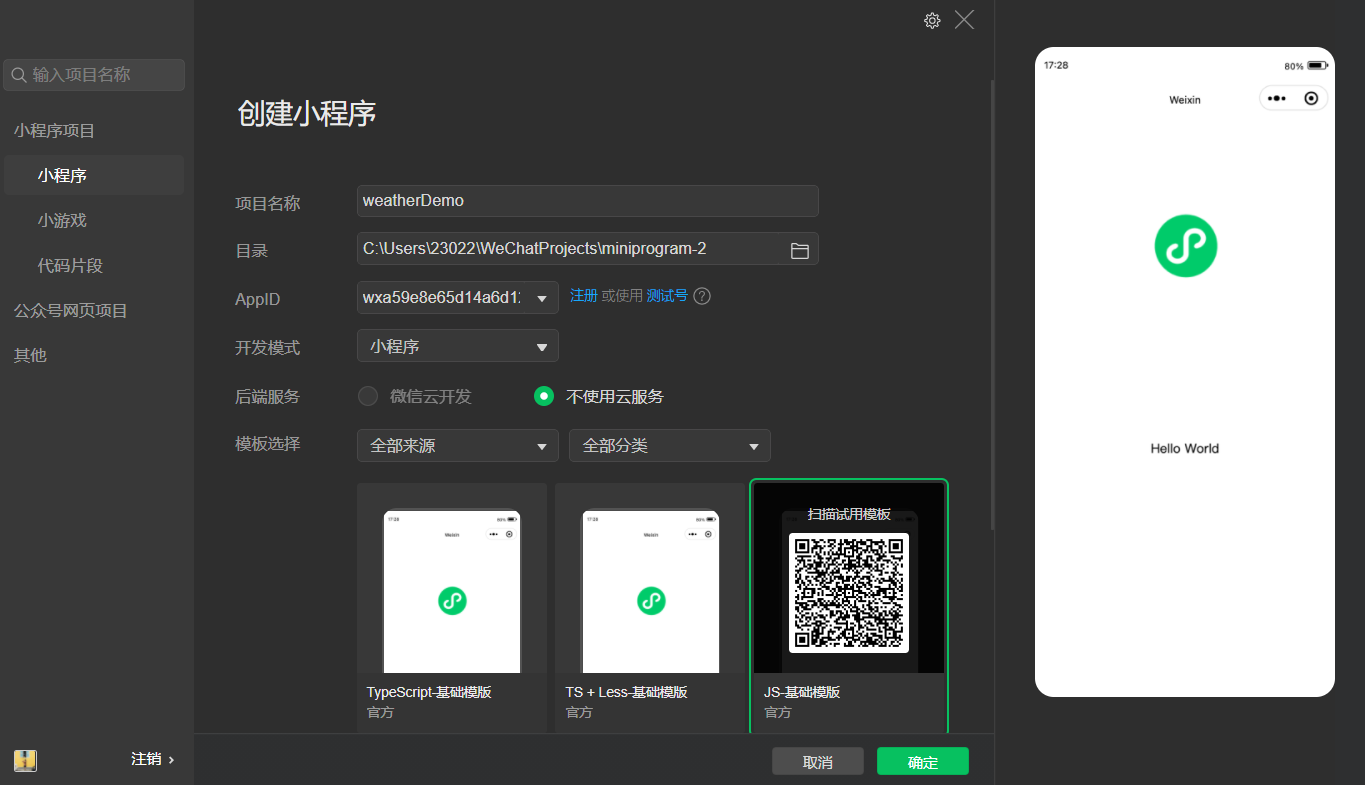 输入项目名称
小程序项目
小程序
小游戏
代码片段
公众号网页项目
其他
注销
创建小程序
项目名称
weatherDemo
目录
C:\Users\23022\WeChatProjects\miniprogram-2
AppID
wxa59e8e65d14a6d1
注册 或使用 测试号 ?
开发模式
小程序
后端服务
微信云开发
不使用云服务
模板选择
全部来源
全部分类
17:28
80%
Weixin
TypeScript-基础模版
官方
17:28
80%
Weixin
TS + Less-基础模版
官方
扫描试用模板
JS-基础模版
官方
取消
确定
17:28
80%
Weixin
Hello World